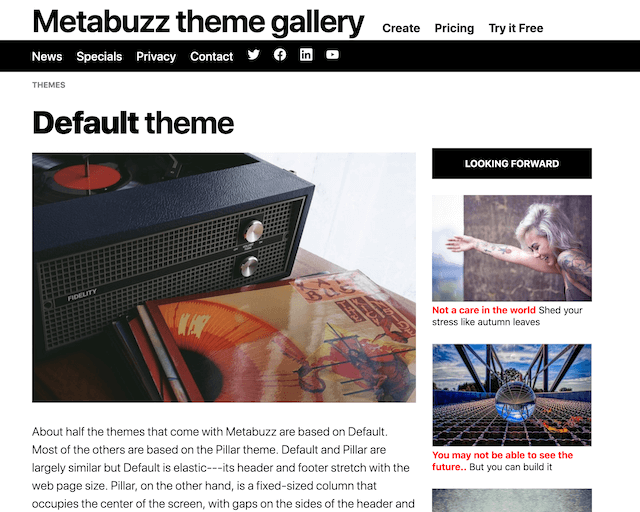 Metabuzz theme gallery Create Pricing Try it Free
News Specials Privacy Contact
THEMES
Default theme
FIDELITY
About half the themes that come with Metabuzz are based on Default.
Most of the others are based on the Pillar theme. Default and Pillar are
largely similar but Default is elastic---its header and footer stretch with the
web page size. Pillar, on the other hand, is a fixed-sized column that
occupies the center of the screen, with gaps on the sides of the header and
LOOKING FORWARD
Not a care in the world Shed your
stress like autumn leaves
You may not be able to see the
future.. But you can build it